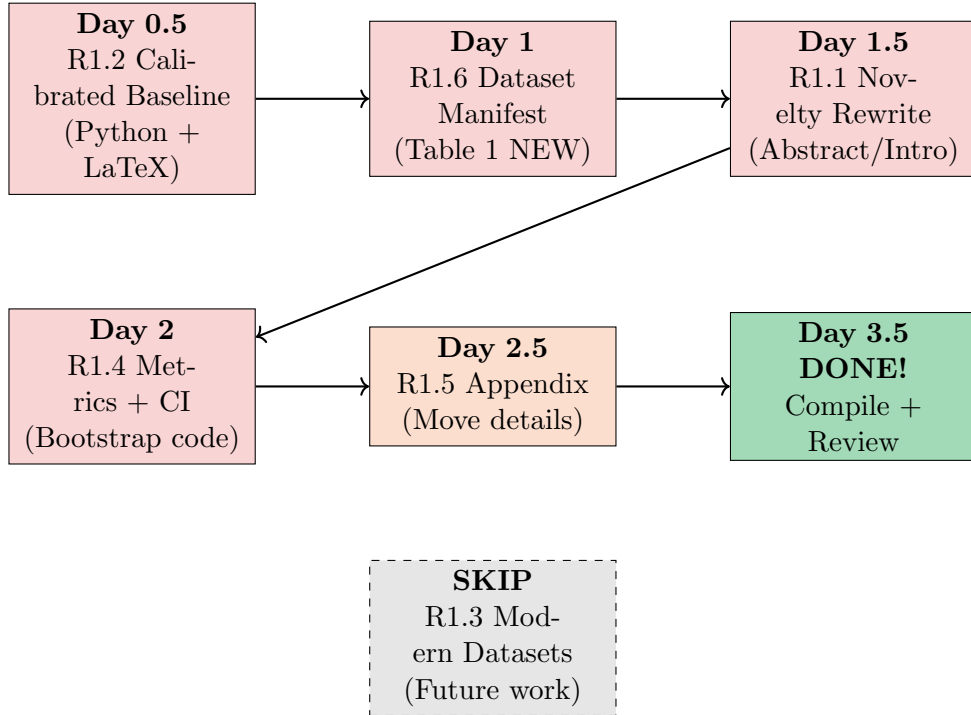 Day 0.5
R1.2 Cali-
brated Baseline
(Python +
LaTeX)
Day 1
R1.6 Dataset
Manifest
(Table 1 NEW)
Day 1.5
R1.1 Nov-
elty Rewrite
(Abstract/Intro)
Day 2
R1.4 Met-
rics + CI
(Bootstrap code)
Day 2.5
R1.5 Appendix
(Move details)
Day 3.5
DONE!
Compile +
Review
SKIP
R1.3 Mod-
ern Datasets
(Future work)